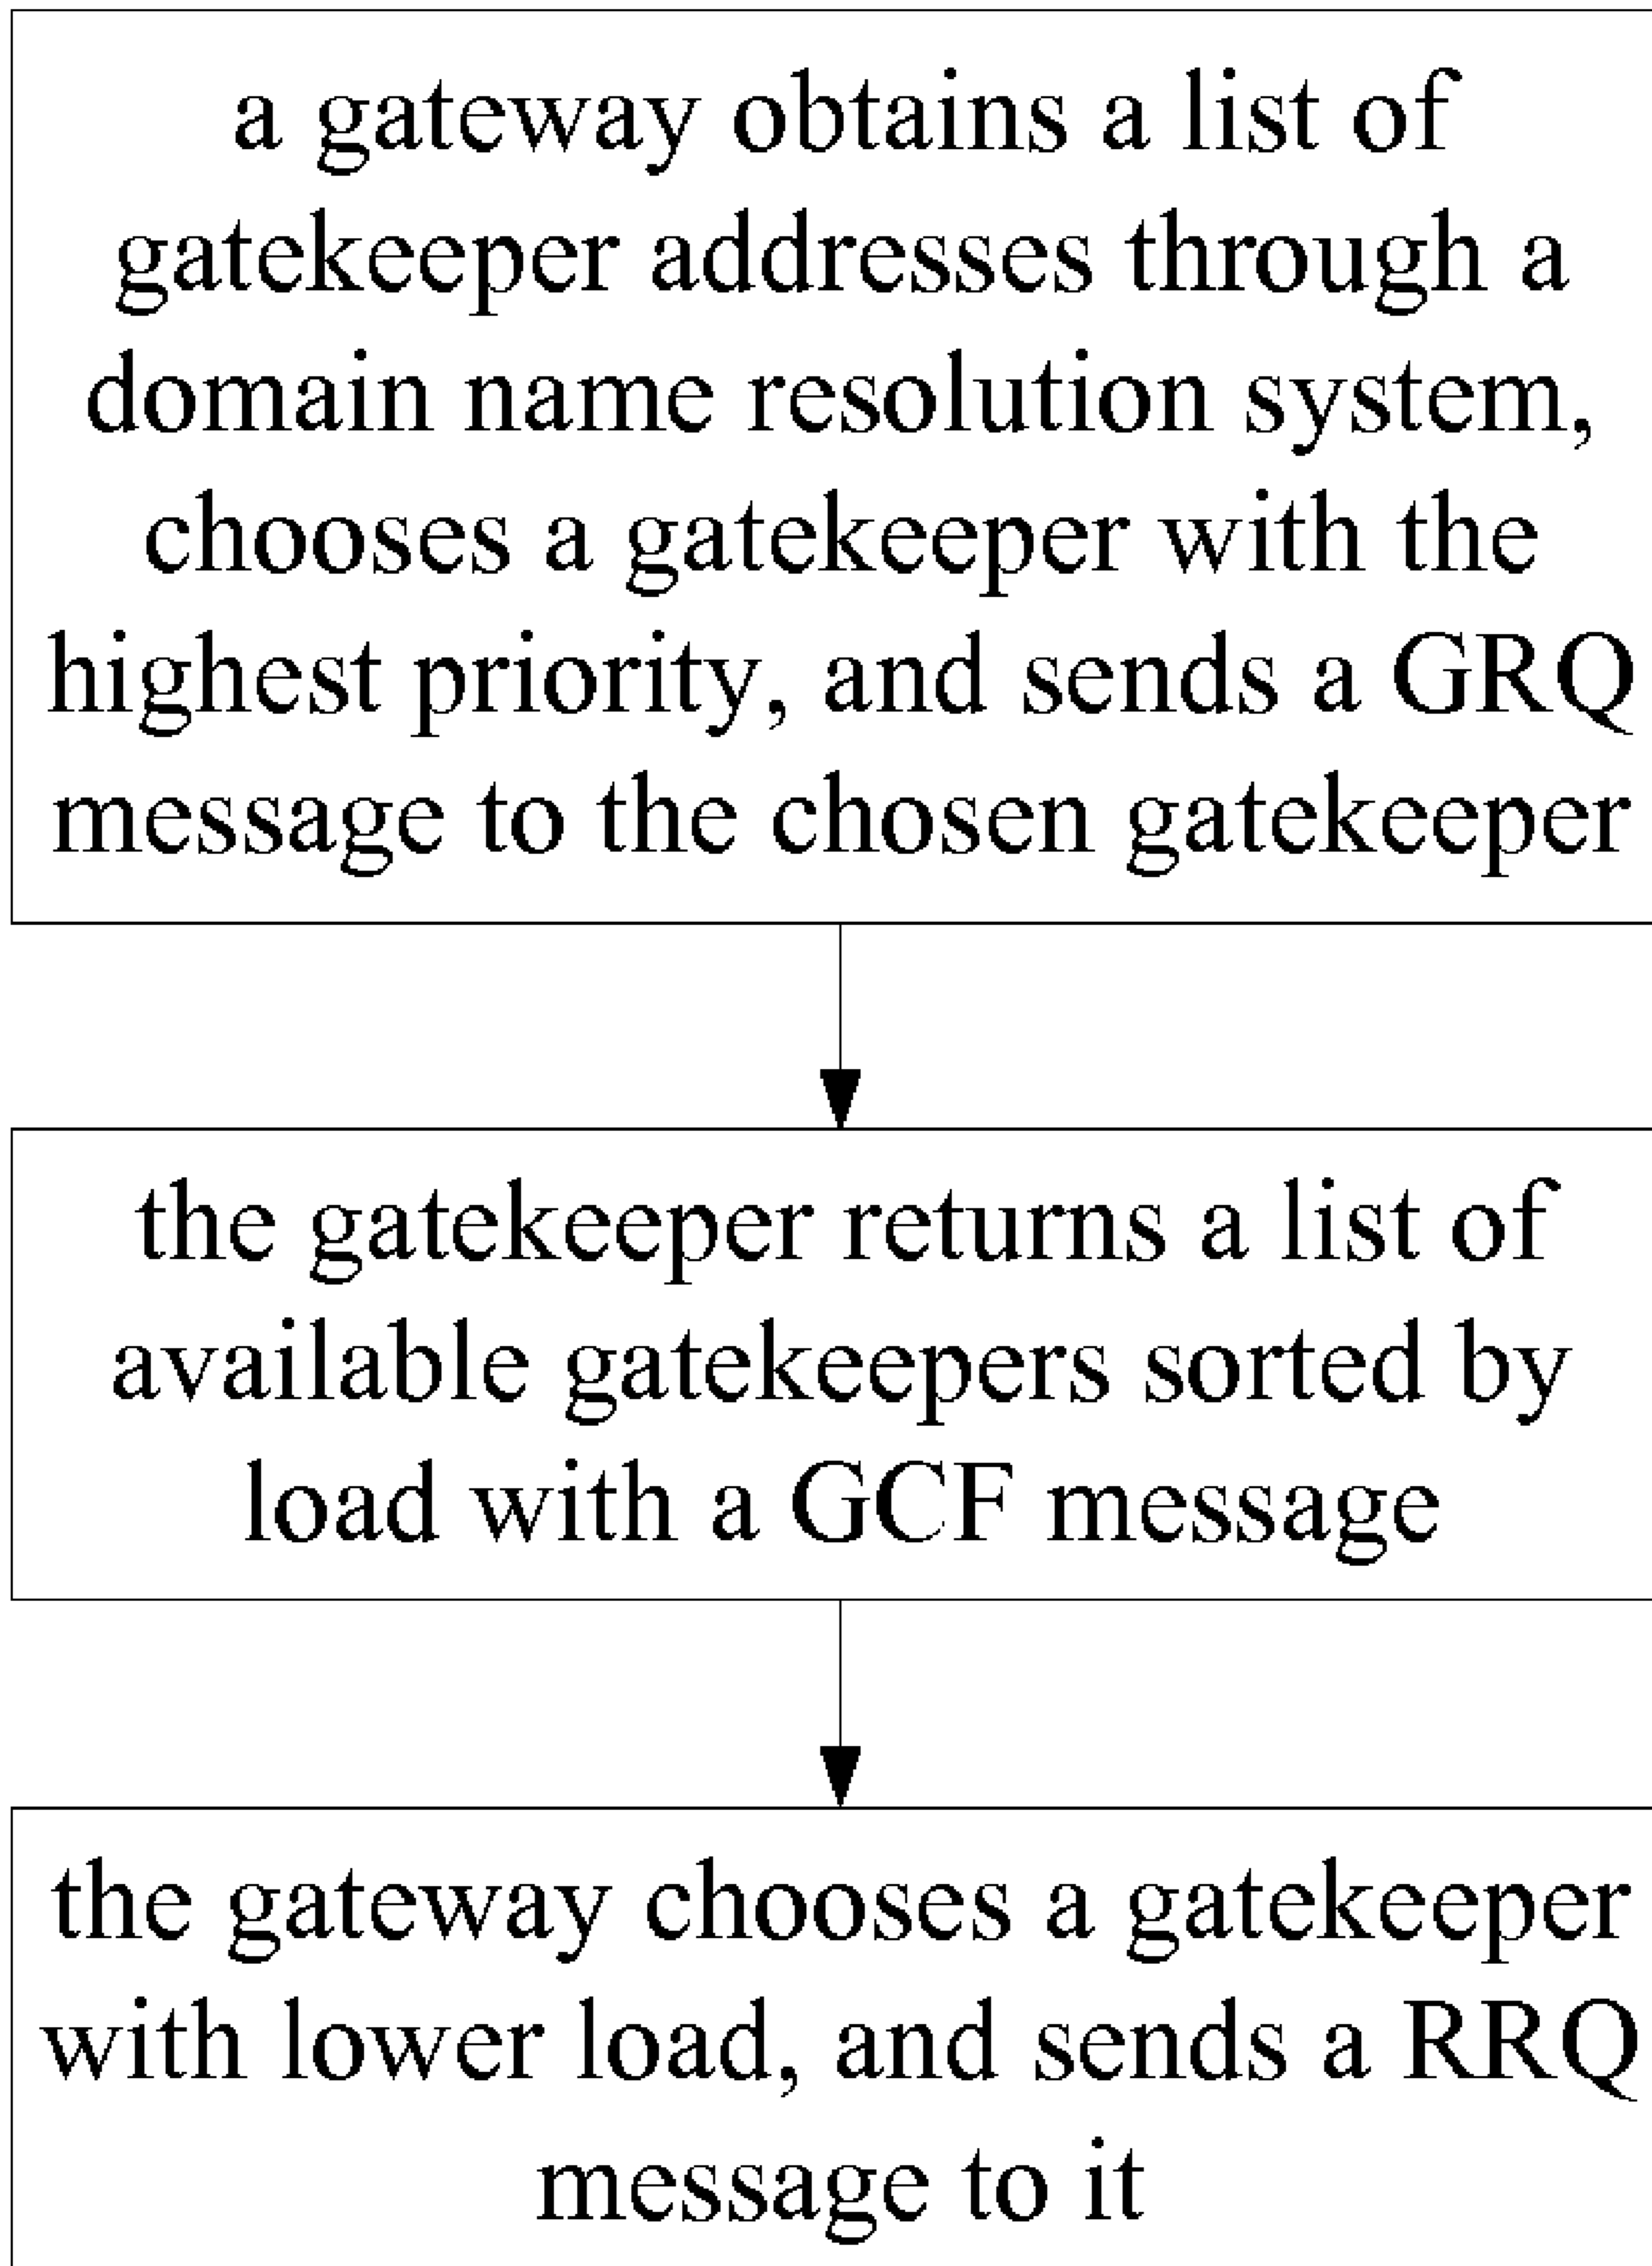 a gateway obtains a list of
gatekeeper addresses through a
domain name resolution system,
chooses a gatekeeper with the
highest priority, and sends a GRQ
message to the chosen gatekeeper
the gatekeeper returns a list of
available gatekeepers sorted by
load with a GCF message
the gateway chooses a gatekeeper
with lower load, and sends a RRQ
message to it